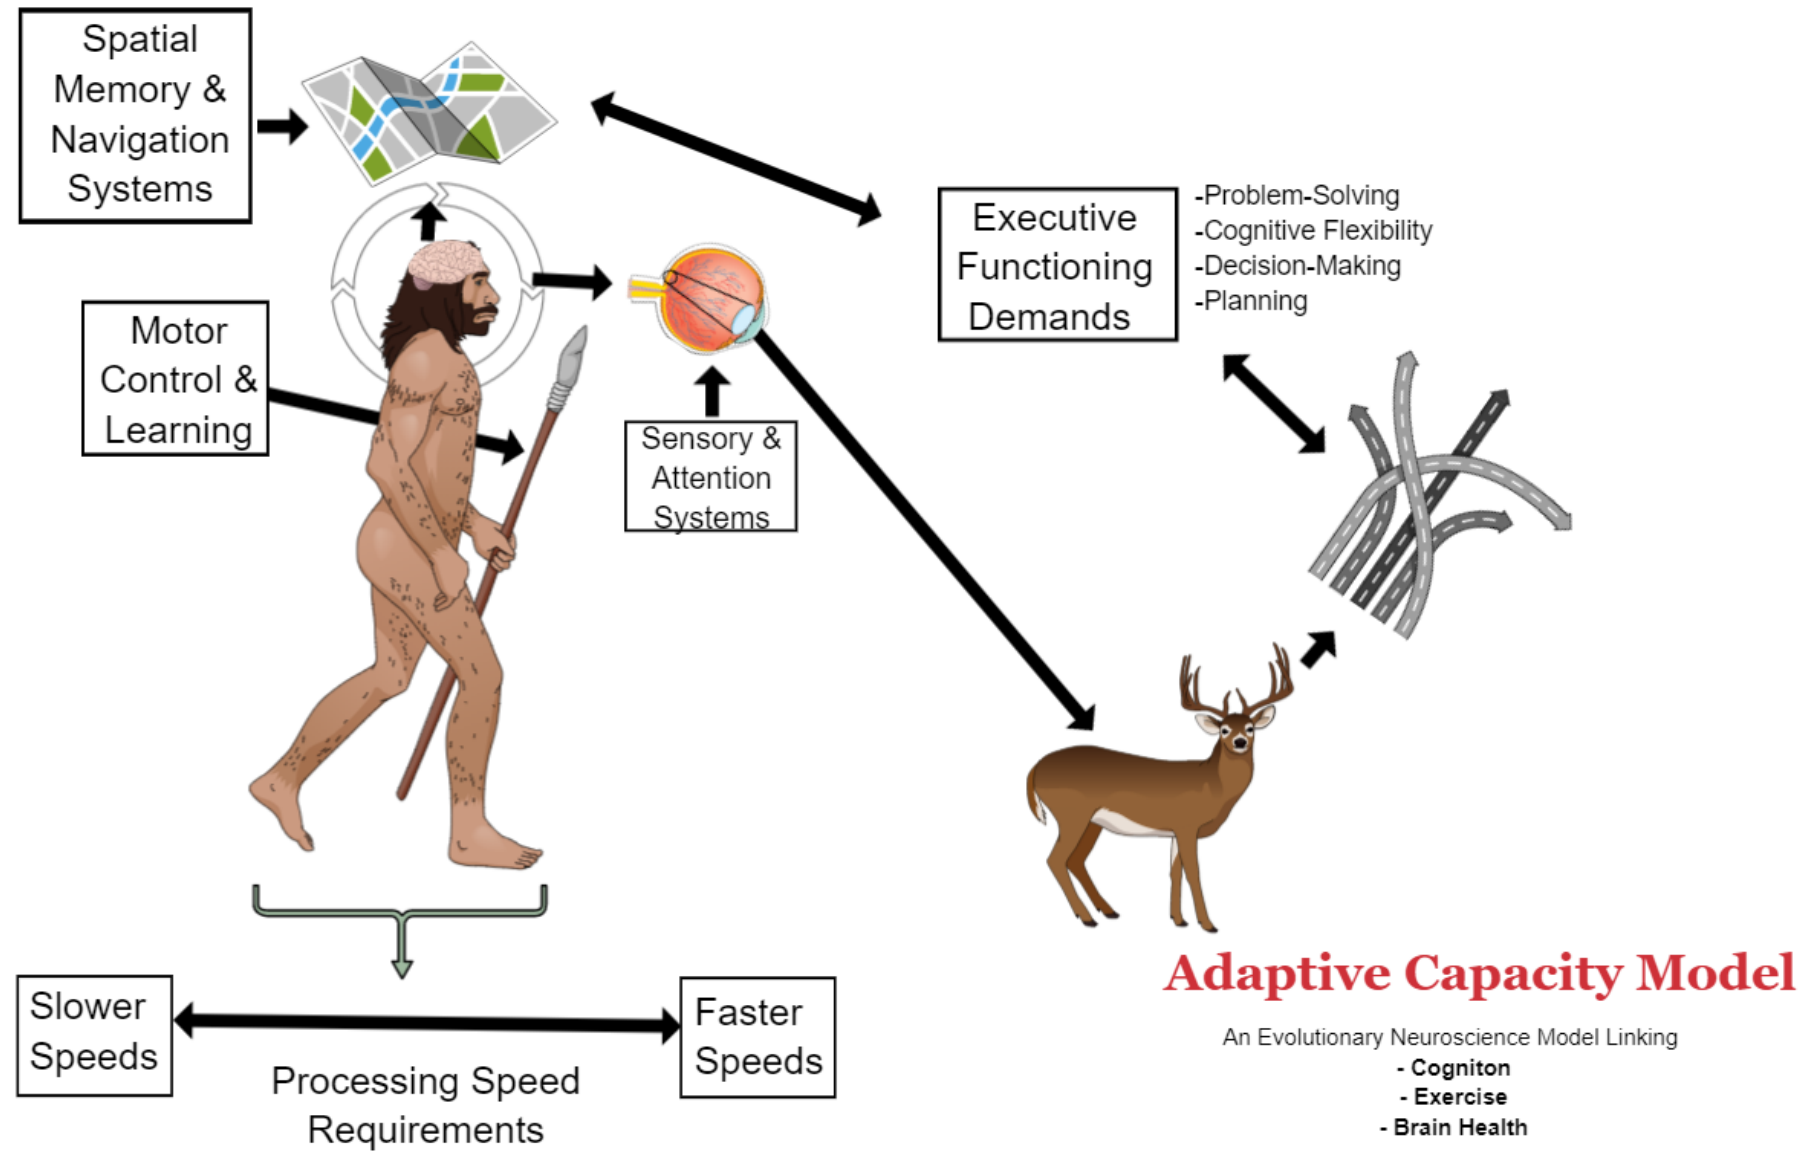 Spatial
Memory &
Navigation
Systems
Motor
Control &
Learning
Sensory &
Attention
Systems
Executive
Functioning
Demands
-Problem-Solving
-Cognitive Flexibility
-Decision-Making
-Planning
Slower
Speeds
Faster
Speeds
Processing Speed
Requirements
Adaptive Capacity Model
An Evolutionary Neuroscience Model Linking
- Cogniton
- Exercise
- Brain Health